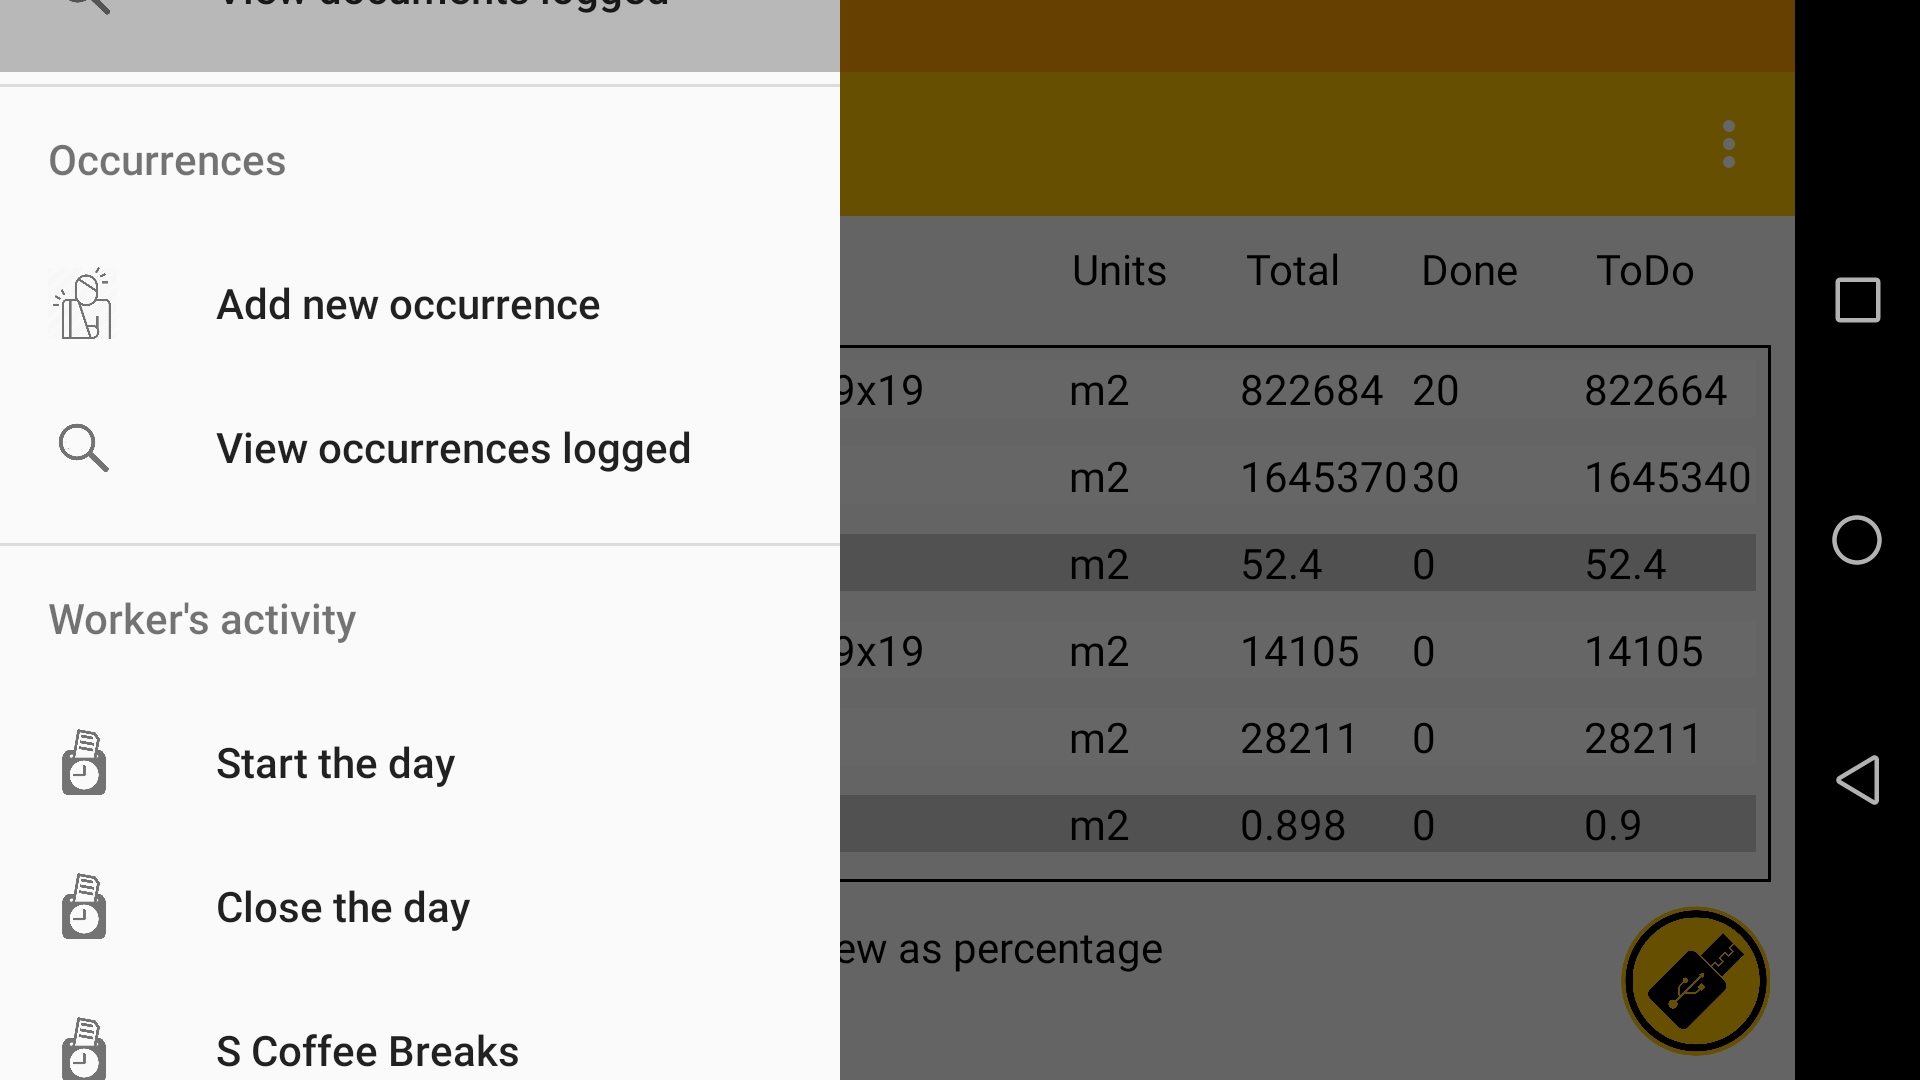 View documents logged
Occurrences
Add new occurrence
View occurrences logged
Worker's activity
Start the day
Close the day
S Coffee Breaks
Units Total Done ToDo
9x19 m2 822684 20 822664
m2 1645370 30 1645340
m2 52.4 0 52.4
9x19 m2 14105 0 14105
m2 28211 0 28211
m2 0.898 0 0.9
ew as percentage